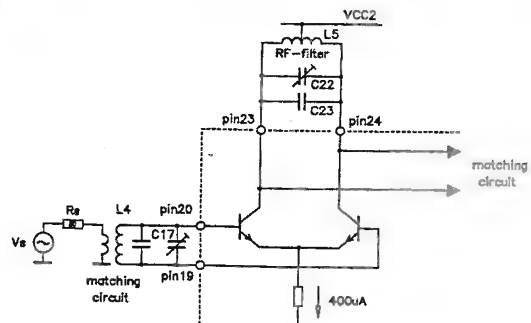 VCC2
L5
RF-filter
C22
C23
pin23
pin24
matching
circuit
Rs
L4
pin20
C17
Vs
pin19
matching
circuit
400uA